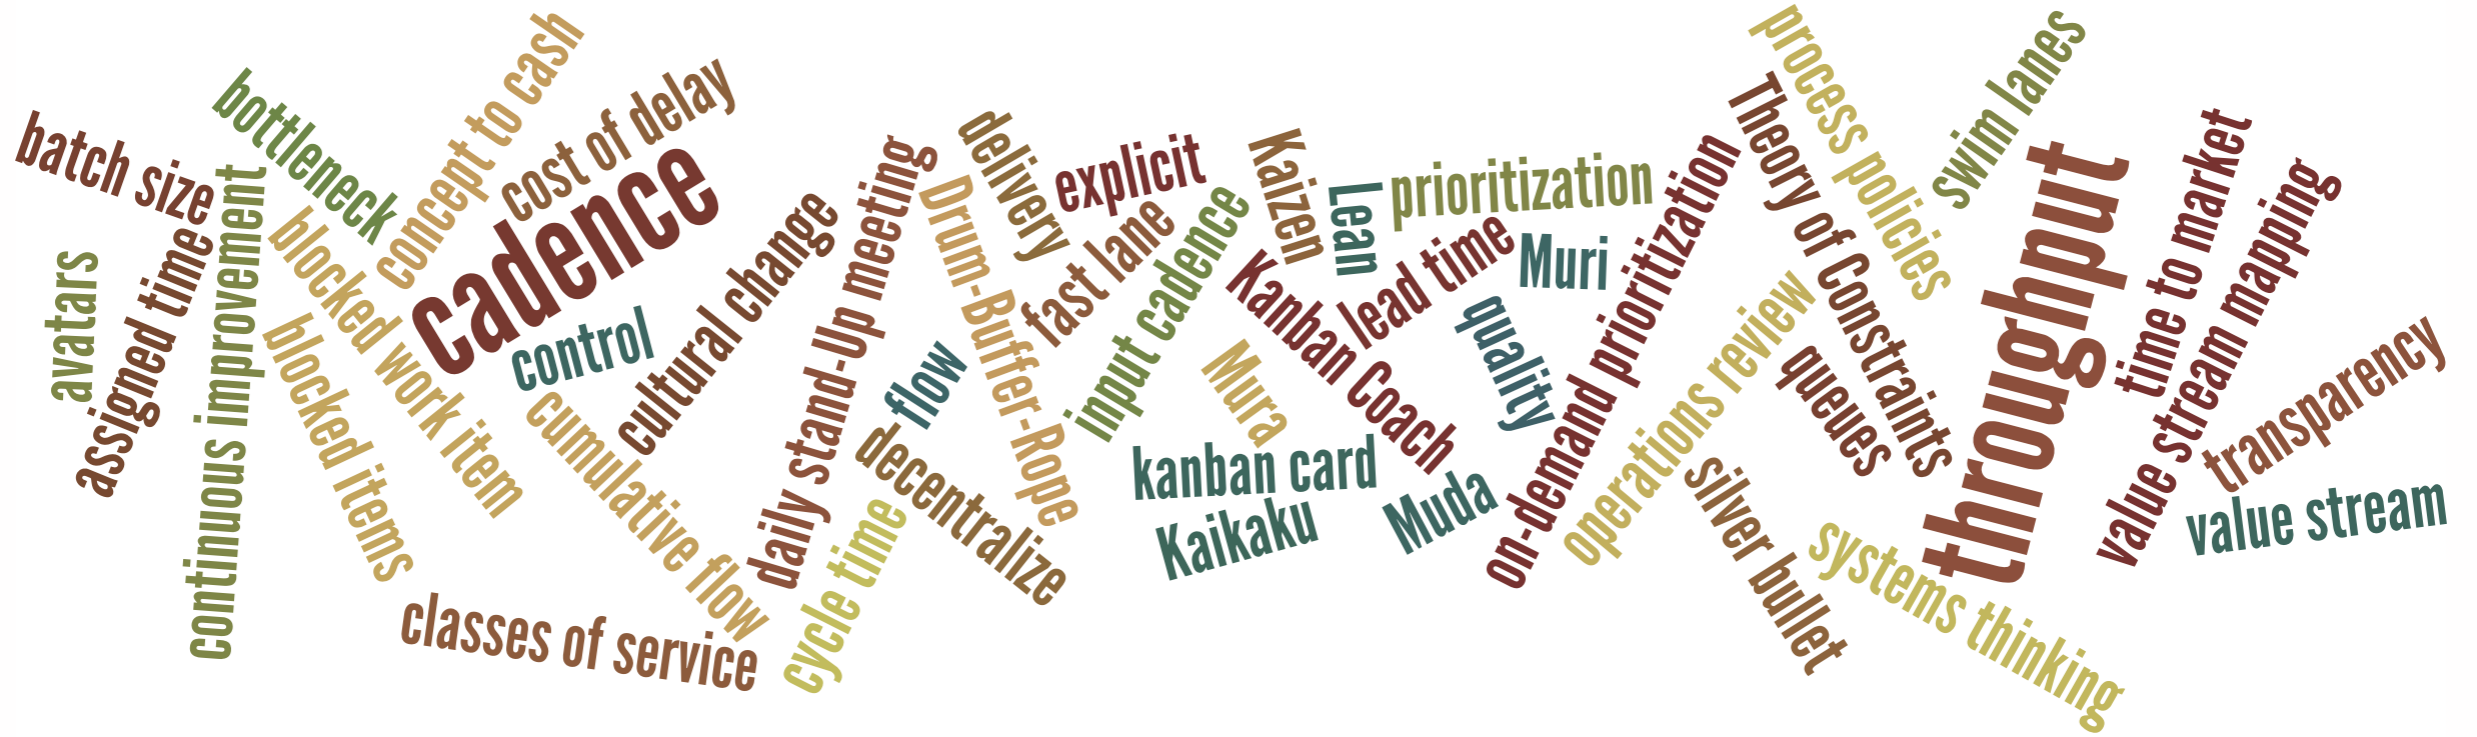 batch size
bottleneck
concept to cash
cost of delay
avatars
assigned time
continuous improvement
blocked work item
blocked items
cadence
control
cultural change
cumulative flow
classes of service
daily stand-Up meeting
cycle time
flow
decentralize
Drum-Buffer-Rope
delivery
explicit
fast lane
input cadence
Kaizen
Lean
prioritization
Kanban Coach
lead time
Muri
Mura
quality
kanban card
Kaikaku
Muda
on-demand prioritization
operations review
Theory of Constraints
process policies
queues
silver bullet
swim lanes
systems thinking
throughput
time to market
value stream mapping
transparency
value stream